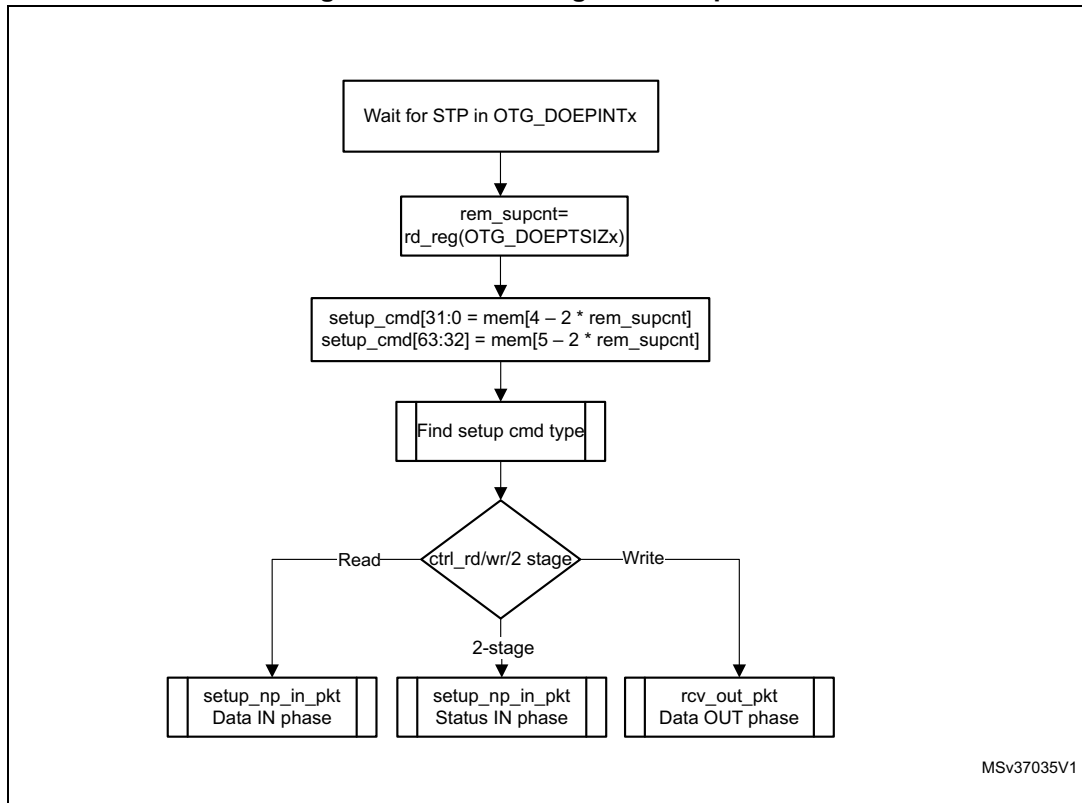 Wait for STP in OTG_DOEPINTx
rem_supcnt=
rd_reg(OTG_DOEPTSIZx)
setup_cmd[31:0 = mem[4 – 2 * rem_supcnt]
setup_cmd[63:32] = mem[5 – 2 * rem_supcnt]
Find setup cmd type
ctrl_rd/wr/2 stage
Read
Write
2-stage
setup_np_in_pkt
Data IN phase
setup_np_in_pkt
Status IN phase
rcv_out_pkt
Data OUT phase
MSv37035V1